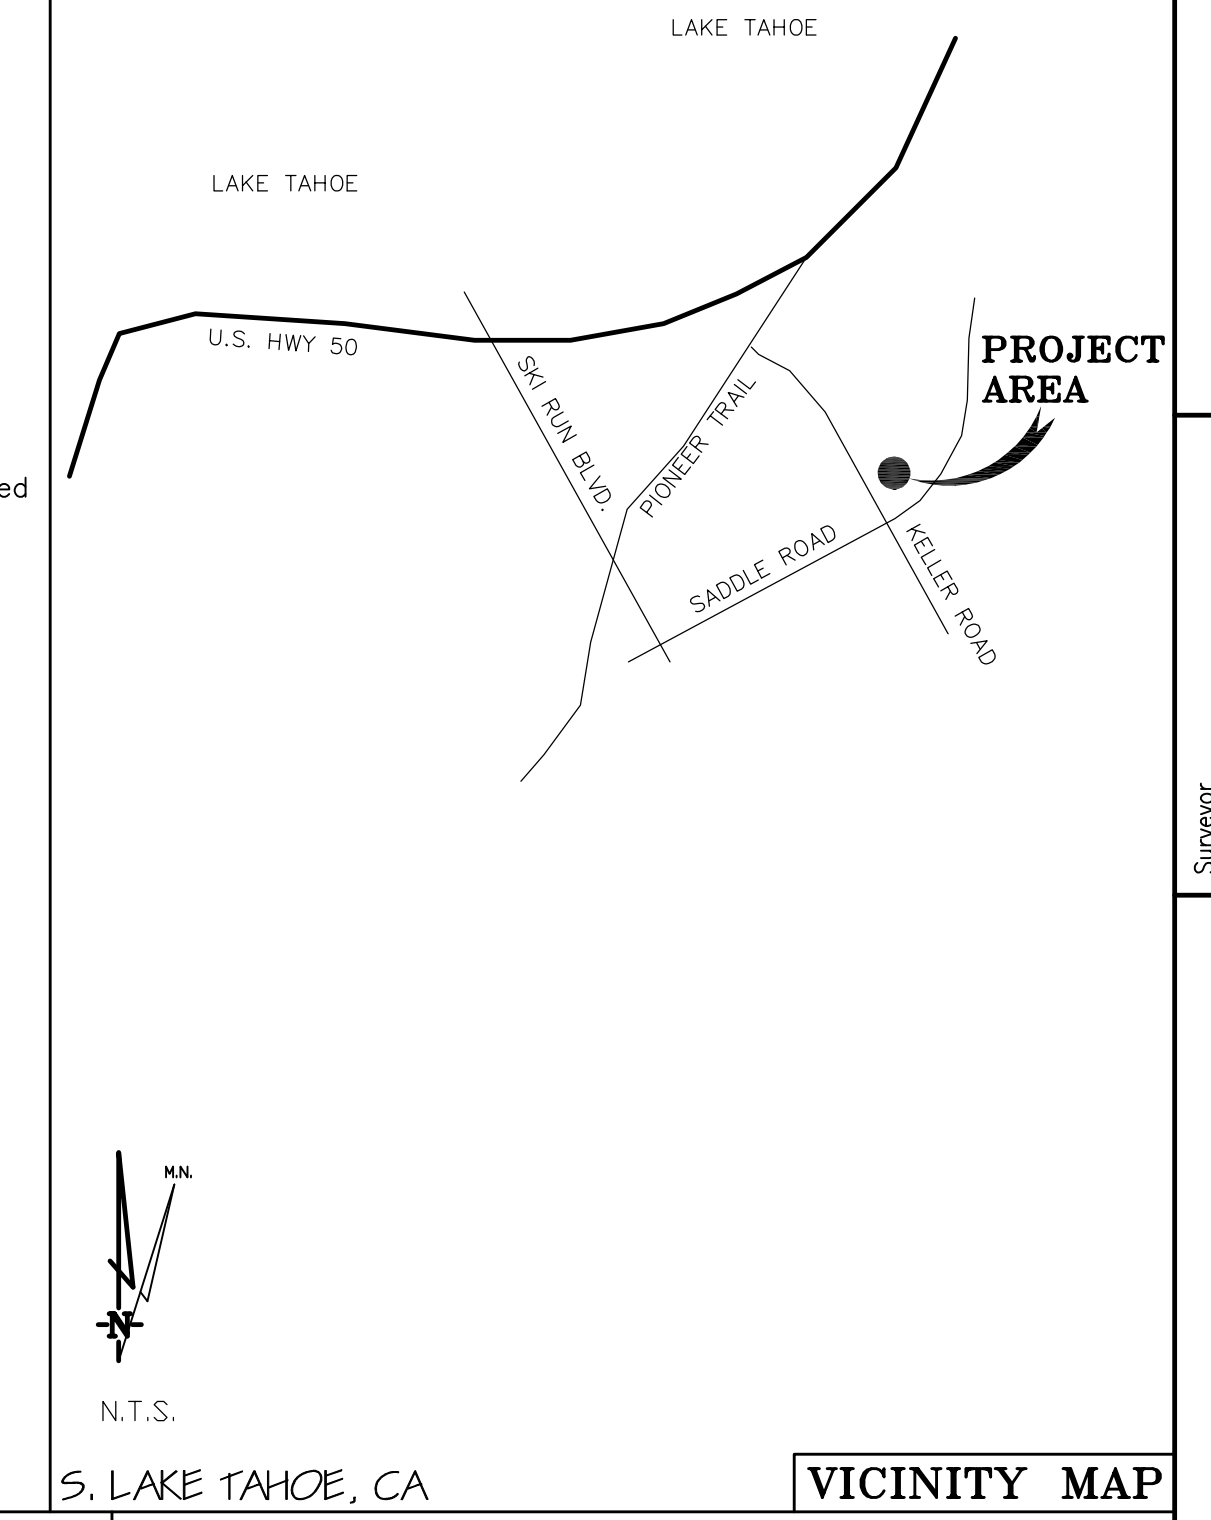 LAKE TAHOE
LAKE TAHOE
U.S. HWY 50
PROJECT
AREA
SKI RUN BLVD.
PIONEER TRAIL
ed
SADDLE ROAD
KELLER ROAD
Surveyor
M.N.
N
N.T.S.
S. LAKE TAHOE, CA
VICINITY MAP